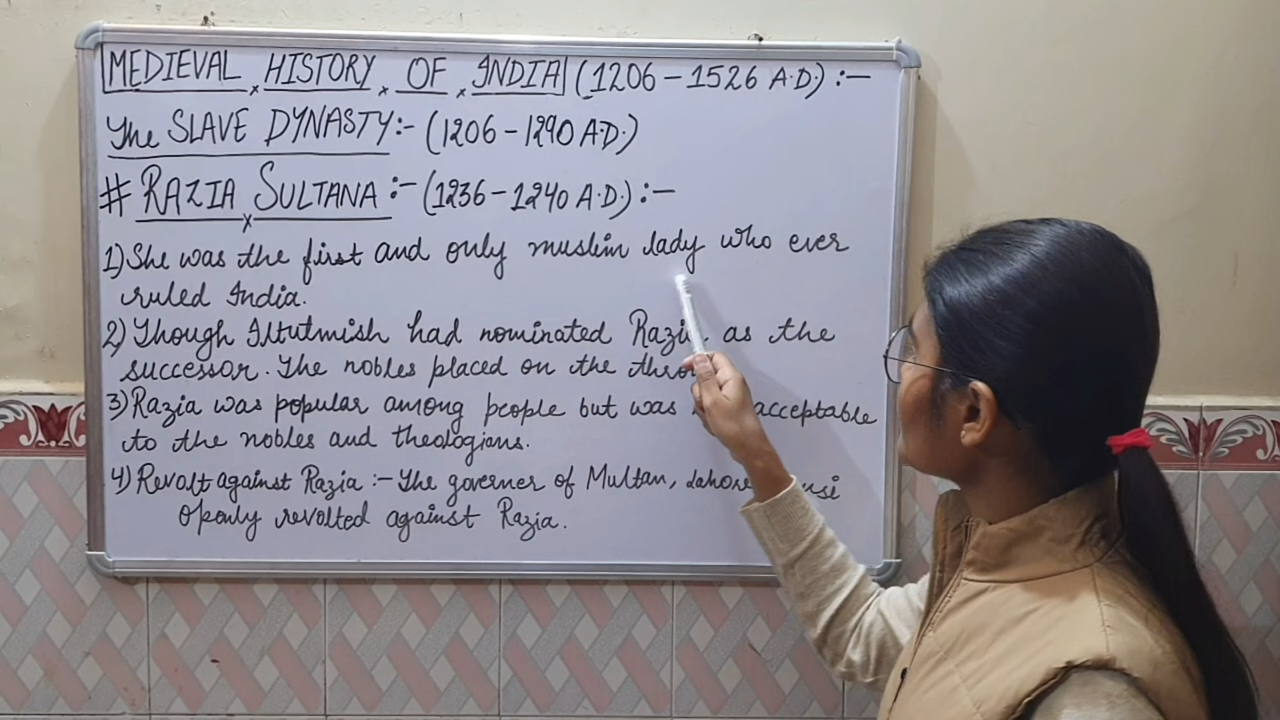 MEDIEVAL HISTORY OF INDIA (1206 – 1526 A.D.) :–
The SLAVE DYNASTY:- (1206 – 1290 A.D.)
# RAZIA SULTANA :– (1236 – 1240 A.D.) :–
1) She was the first and only muslim lady who ever
ruled India.
2) Though Iltutmish had nominated Razia as the
successor. The nobles placed on the
3) Razia was popular among people but was acceptable
to the nobles and theologians.
4) Revolt against Razia :– The governer of Multan, Lahore
Openly revolted against Razia.